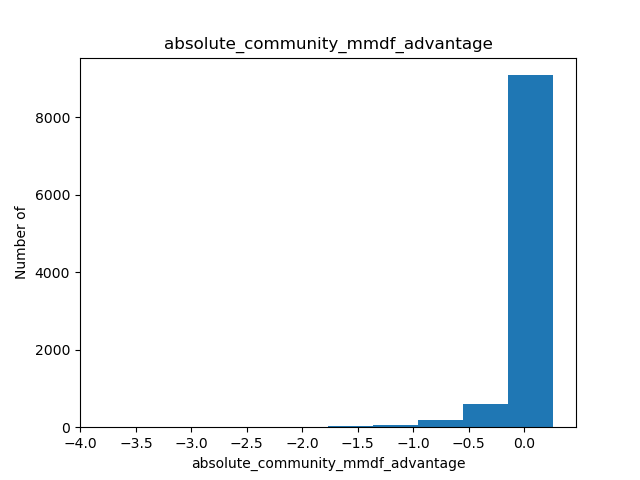 absolute_community_mmdf_advantage
8000
6000
4000
2000
0
Number of
−4.0 −3.5 −3.0 −2.5 −2.0 −1.5 −1.0 −0.5 0.0
absolute_community_mmdf_advantage